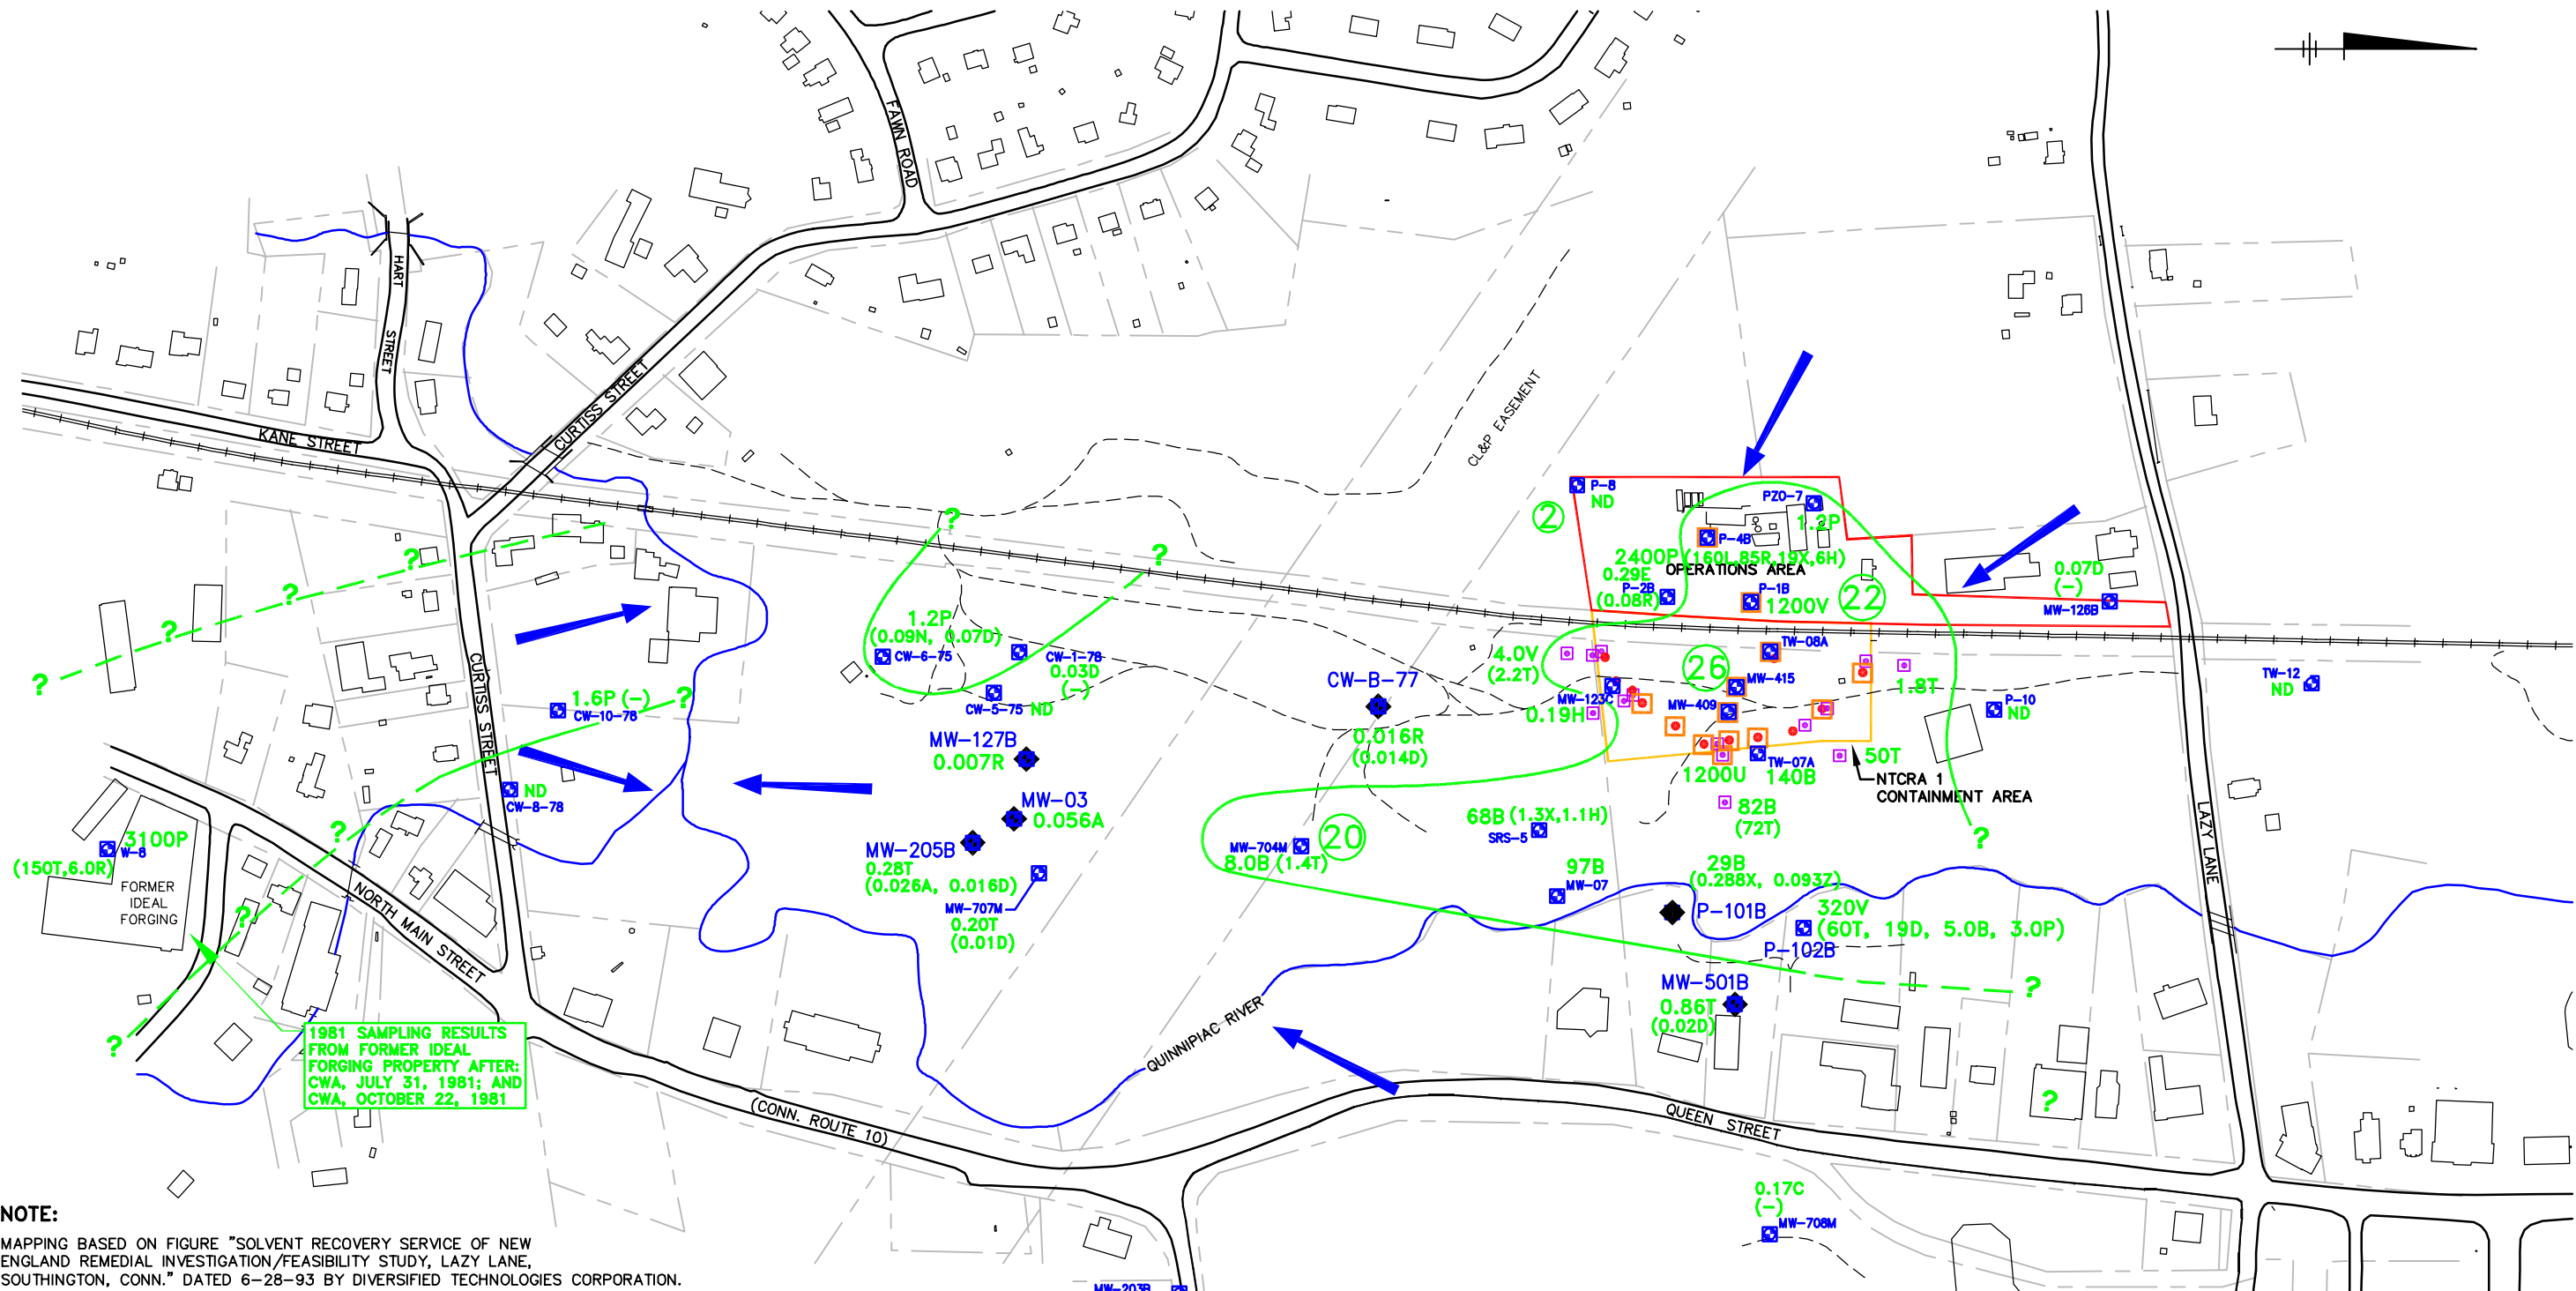 FAWN ROAD
HART
STREET
KANE STREET
CURTISS STREET
CL&P EASEMENT
P-8
ND
2
PZO-7
1.2P
P-4B
2400P (160L,85R,19X,6H)
OPERATIONS AREA
0.29E
P-2B
(0.08R)
P-1B
1200V
22
0.07D
(-)
MW-126B
?
?
?
?
?
?
?
1.2P
(0.09N, 0.07D)
CW-6-75
CW-1-78
0.03D
(-)
CW-5-75
ND
4.0V
(2.2T)
26
TW-08A
MW-415
MW-123C
MW-409
0.19H
1.8T
P-10
ND
TW-12
ND
CW-B-77
0.016R
(0.014D)
1.6P (-)
?
CW-10-78
CURTISS STREET
MW-127B
0.007R
MW-03
0.056A
MW-205B
0.28T
(0.026A, 0.016D)
MW-707M
0.20T
(0.01D)
ND
CW-8-78
1200U
TW-07A
140B
50T
NTCRA 1
CONTAINMENT AREA
82B
(72T)
68B (1.3X,1.1H)
SRS-5
MW-704M
20
8.0B (1.4T)
97B
MW-07
29B
(0.288X, 0.093Z)
P-101B
320V
(60T, 19D, 5.0B, 3.0P)
P-102B
MW-501B
0.86T
(0.02D)
?
?
?
LAZY LANE
3100P
W-8
(150T,6.0R)
FORMER
IDEAL
FORGING
?
?
?
NORTH MAIN STREET
1981 SAMPLING RESULTS
FROM FORMER IDEAL
FORGING PROPERTY AFTER:
CWA, JULY 31, 1981; AND
CWA, OCTOBER 22, 1981
QUINNIPIAC RIVER
(CONN. ROUTE 10)
QUEEN STREET
0.17C
(-)
MW-708M
MW-203B
NOTE:
MAPPING BASED ON FIGURE "SOLVENT RECOVERY SERVICE OF NEW
ENGLAND REMEDIAL INVESTIGATION/FEASIBILITY STUDY, LAZY LANE,
SOUTHINGTON, CONN." DATED 6-28-93 BY DIVERSIFIED TECHNOLOGIES CORPORATION.